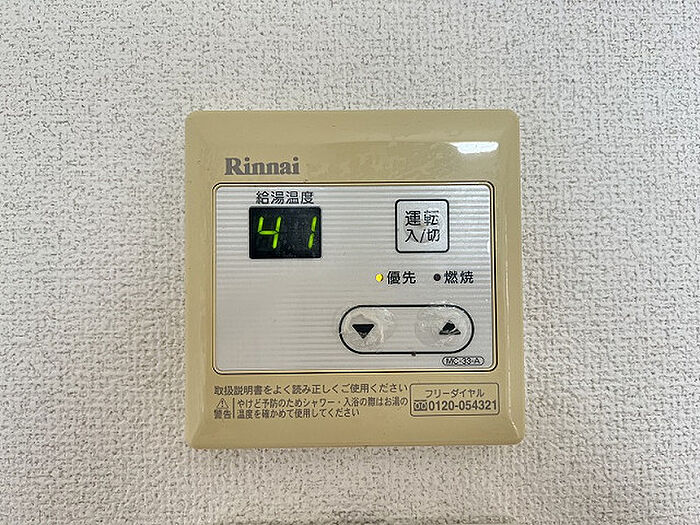 Rinnai
給湯温度
41
運転
入/切
優先
燃焼
▼
▲
MC-33-A
取扱説明書をよく読み正しくご使用ください
警告
やけど予防のためシャワー・入浴の際はお湯の
温度を確かめて使用してください
フリーダイヤル
0120-054321